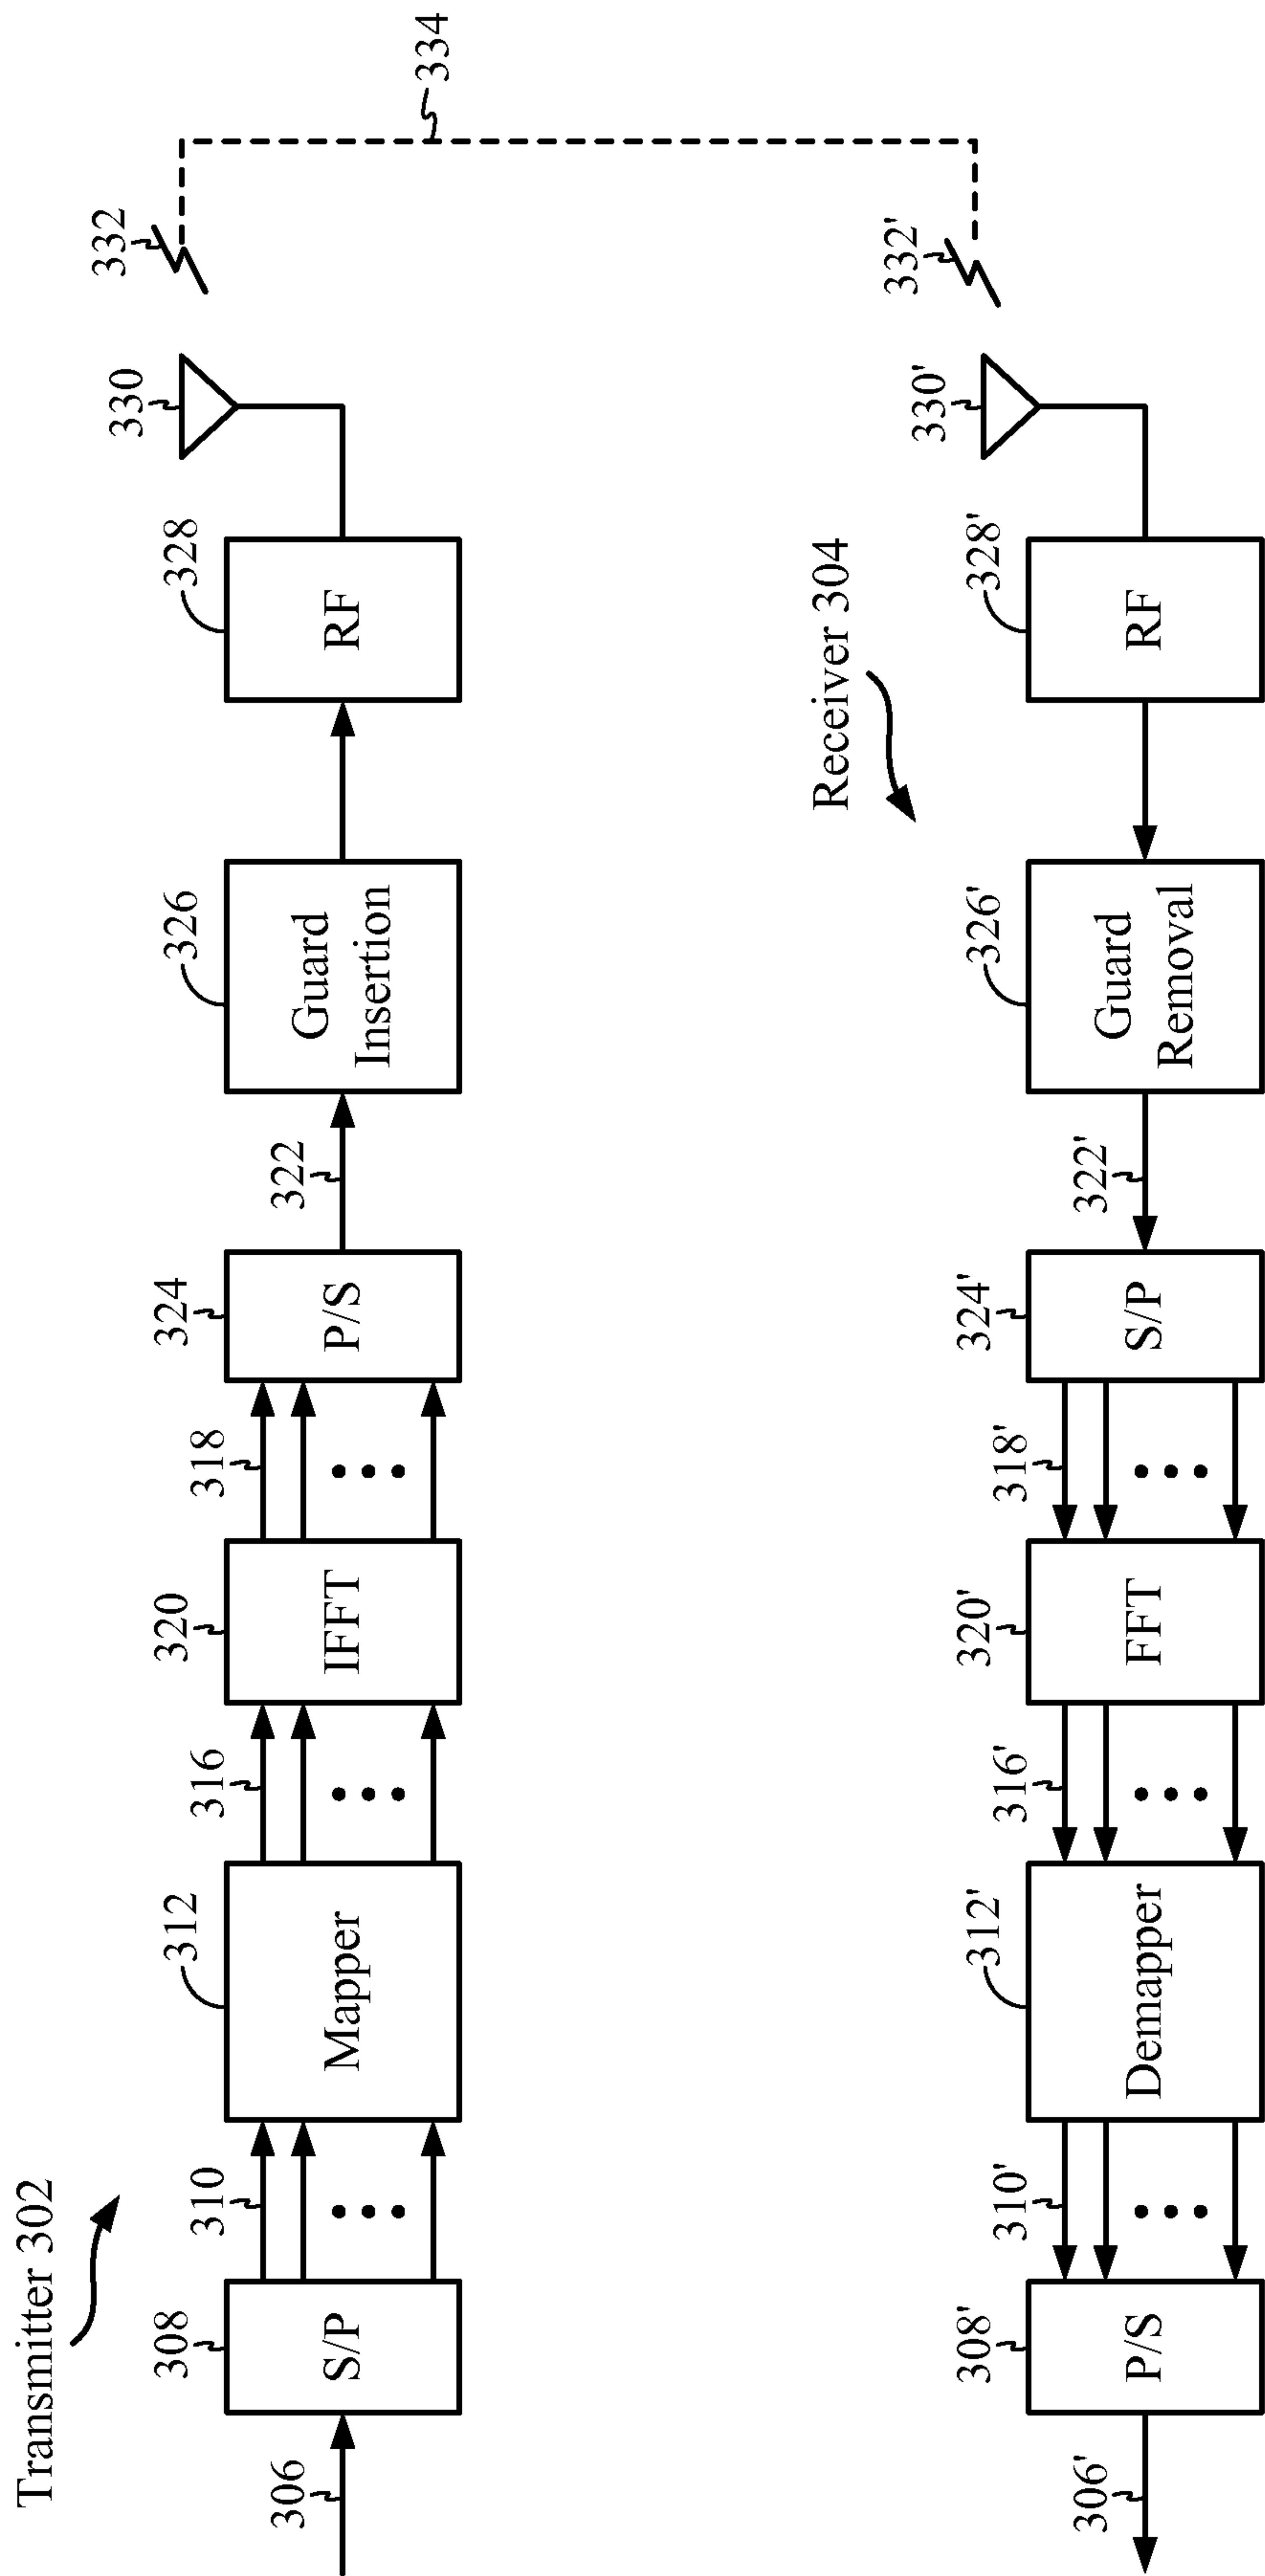 Transmitter 302
306
308
S/P
310
312
Mapper
316
320
IFFT
318
324
P/S
322
326
Guard
Insertion
328
RF
330
332
334
Receiver 304
306'
308'
P/S
310'
312'
Demapper
316'
320'
FFT
318'
324'
S/P
322'
326'
Guard
Removal
328'
RF
330'
332'